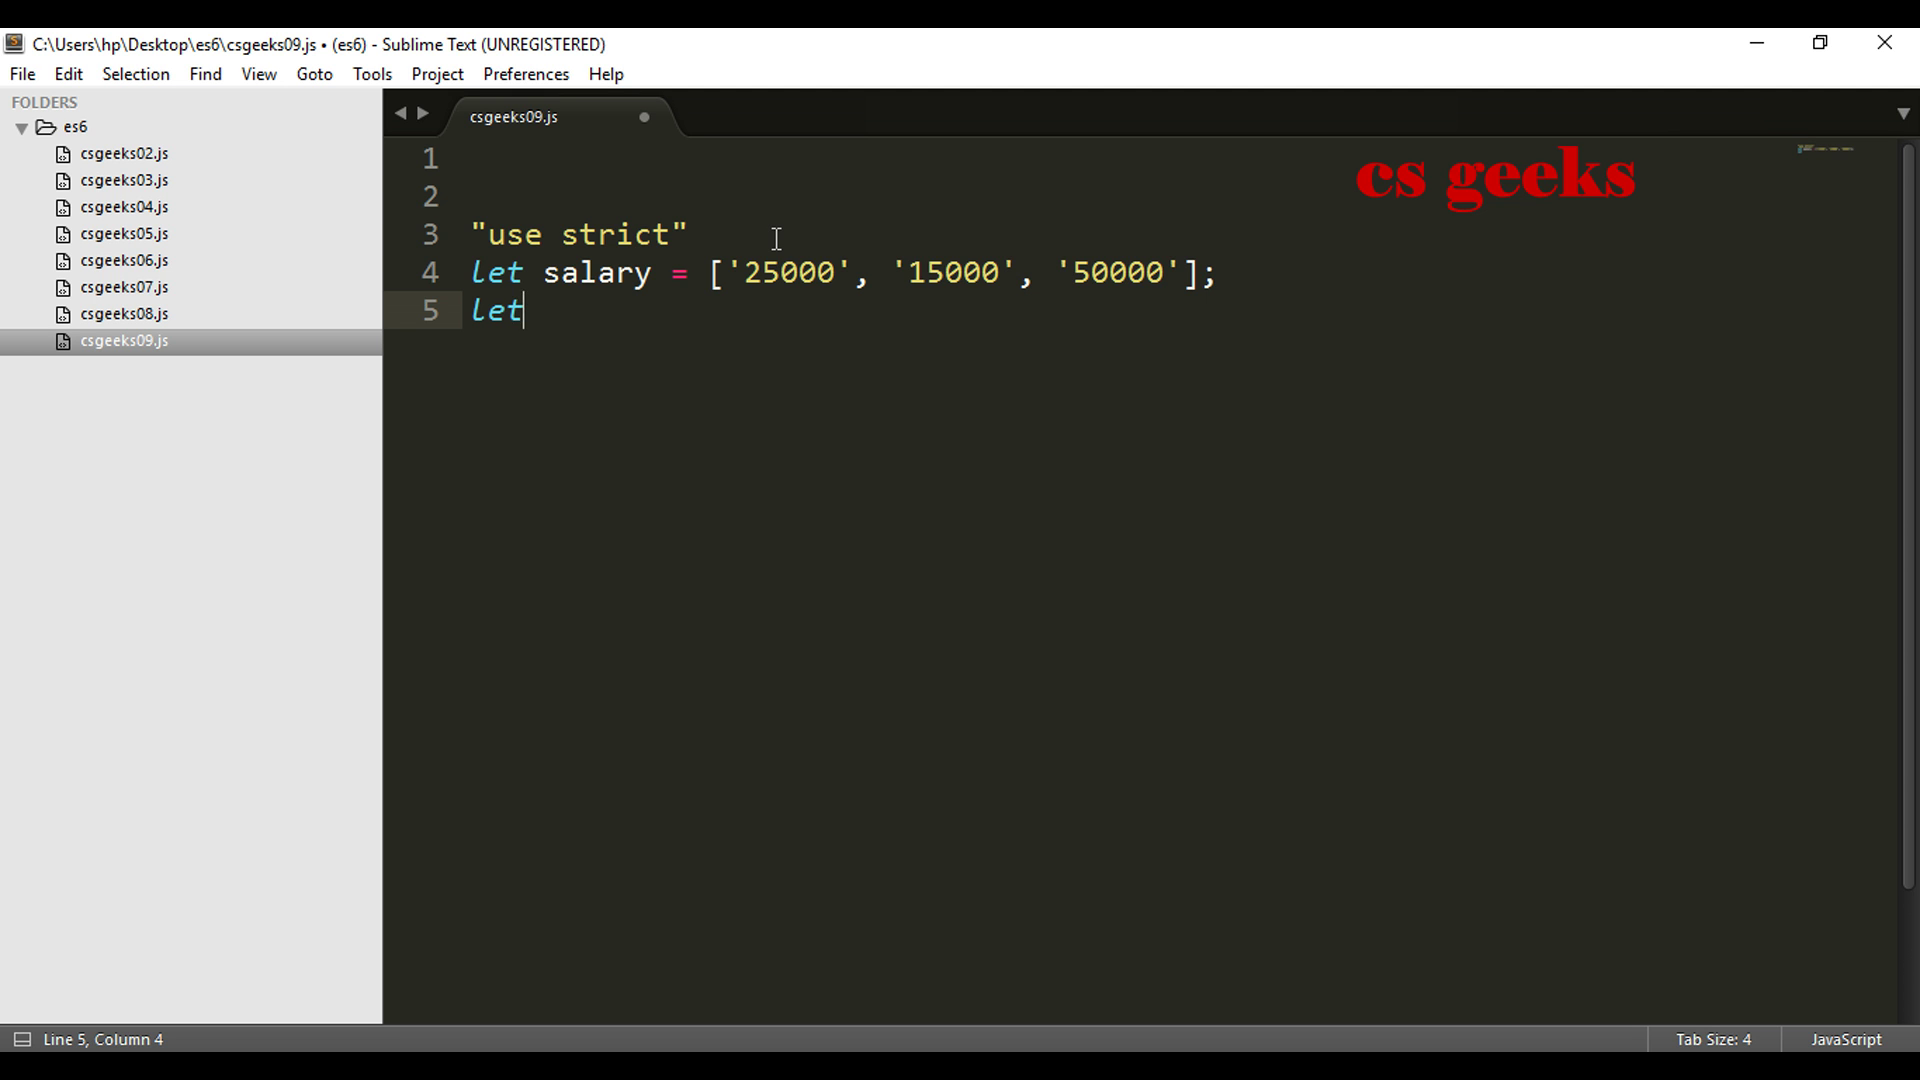 C:\Users\hp\Desktop\es6\csgeeks09.js • (es6) - Sublime Text (UNREGISTERED)
File Edit Selection Find View Goto Tools Project Preferences Help
FOLDERS
es6
csgeeks02.js
csgeeks03.js
csgeeks04.js
csgeeks05.js
csgeeks06.js
csgeeks07.js
csgeeks08.js
csgeeks09.js
csgeeks09.js
cs geeks
1
2
3 "use strict"
4 let salary = ['25000', '15000', '50000'];
5 let
Line 5, Column 4
Tab Size: 4
JavaScript